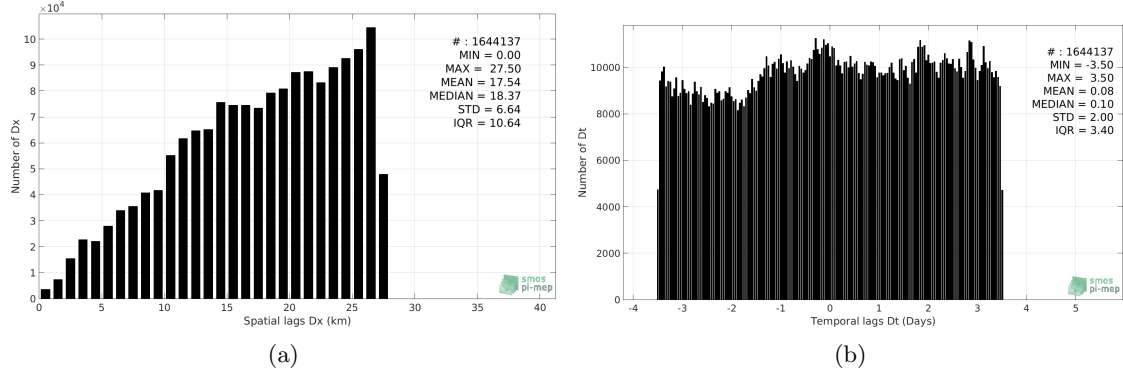 ×10⁴
# : 1644137
MIN = 0.00
MAX = 27.50
MEAN = 17.54
MEDIAN = 18.37
STD = 6.64
IQR = 10.64
10
9
8
7
6
5
4
3
2
1
0
Number of Dx
0 5 10 15 20 25 30 35 40
Spatial lags Dx (km)
smos
pi-mep
(a)
# : 1644137
MIN = -3.50
MAX = 3.50
MEAN = 0.08
MEDIAN = 0.10
STD = 2.00
IQR = 3.40
10000
8000
6000
4000
2000
0
Number of Dt
-4 -3 -2 -1 0 1 2 3 4 5
Temporal lags Dt (Days)
smos
pi-mep
(b)